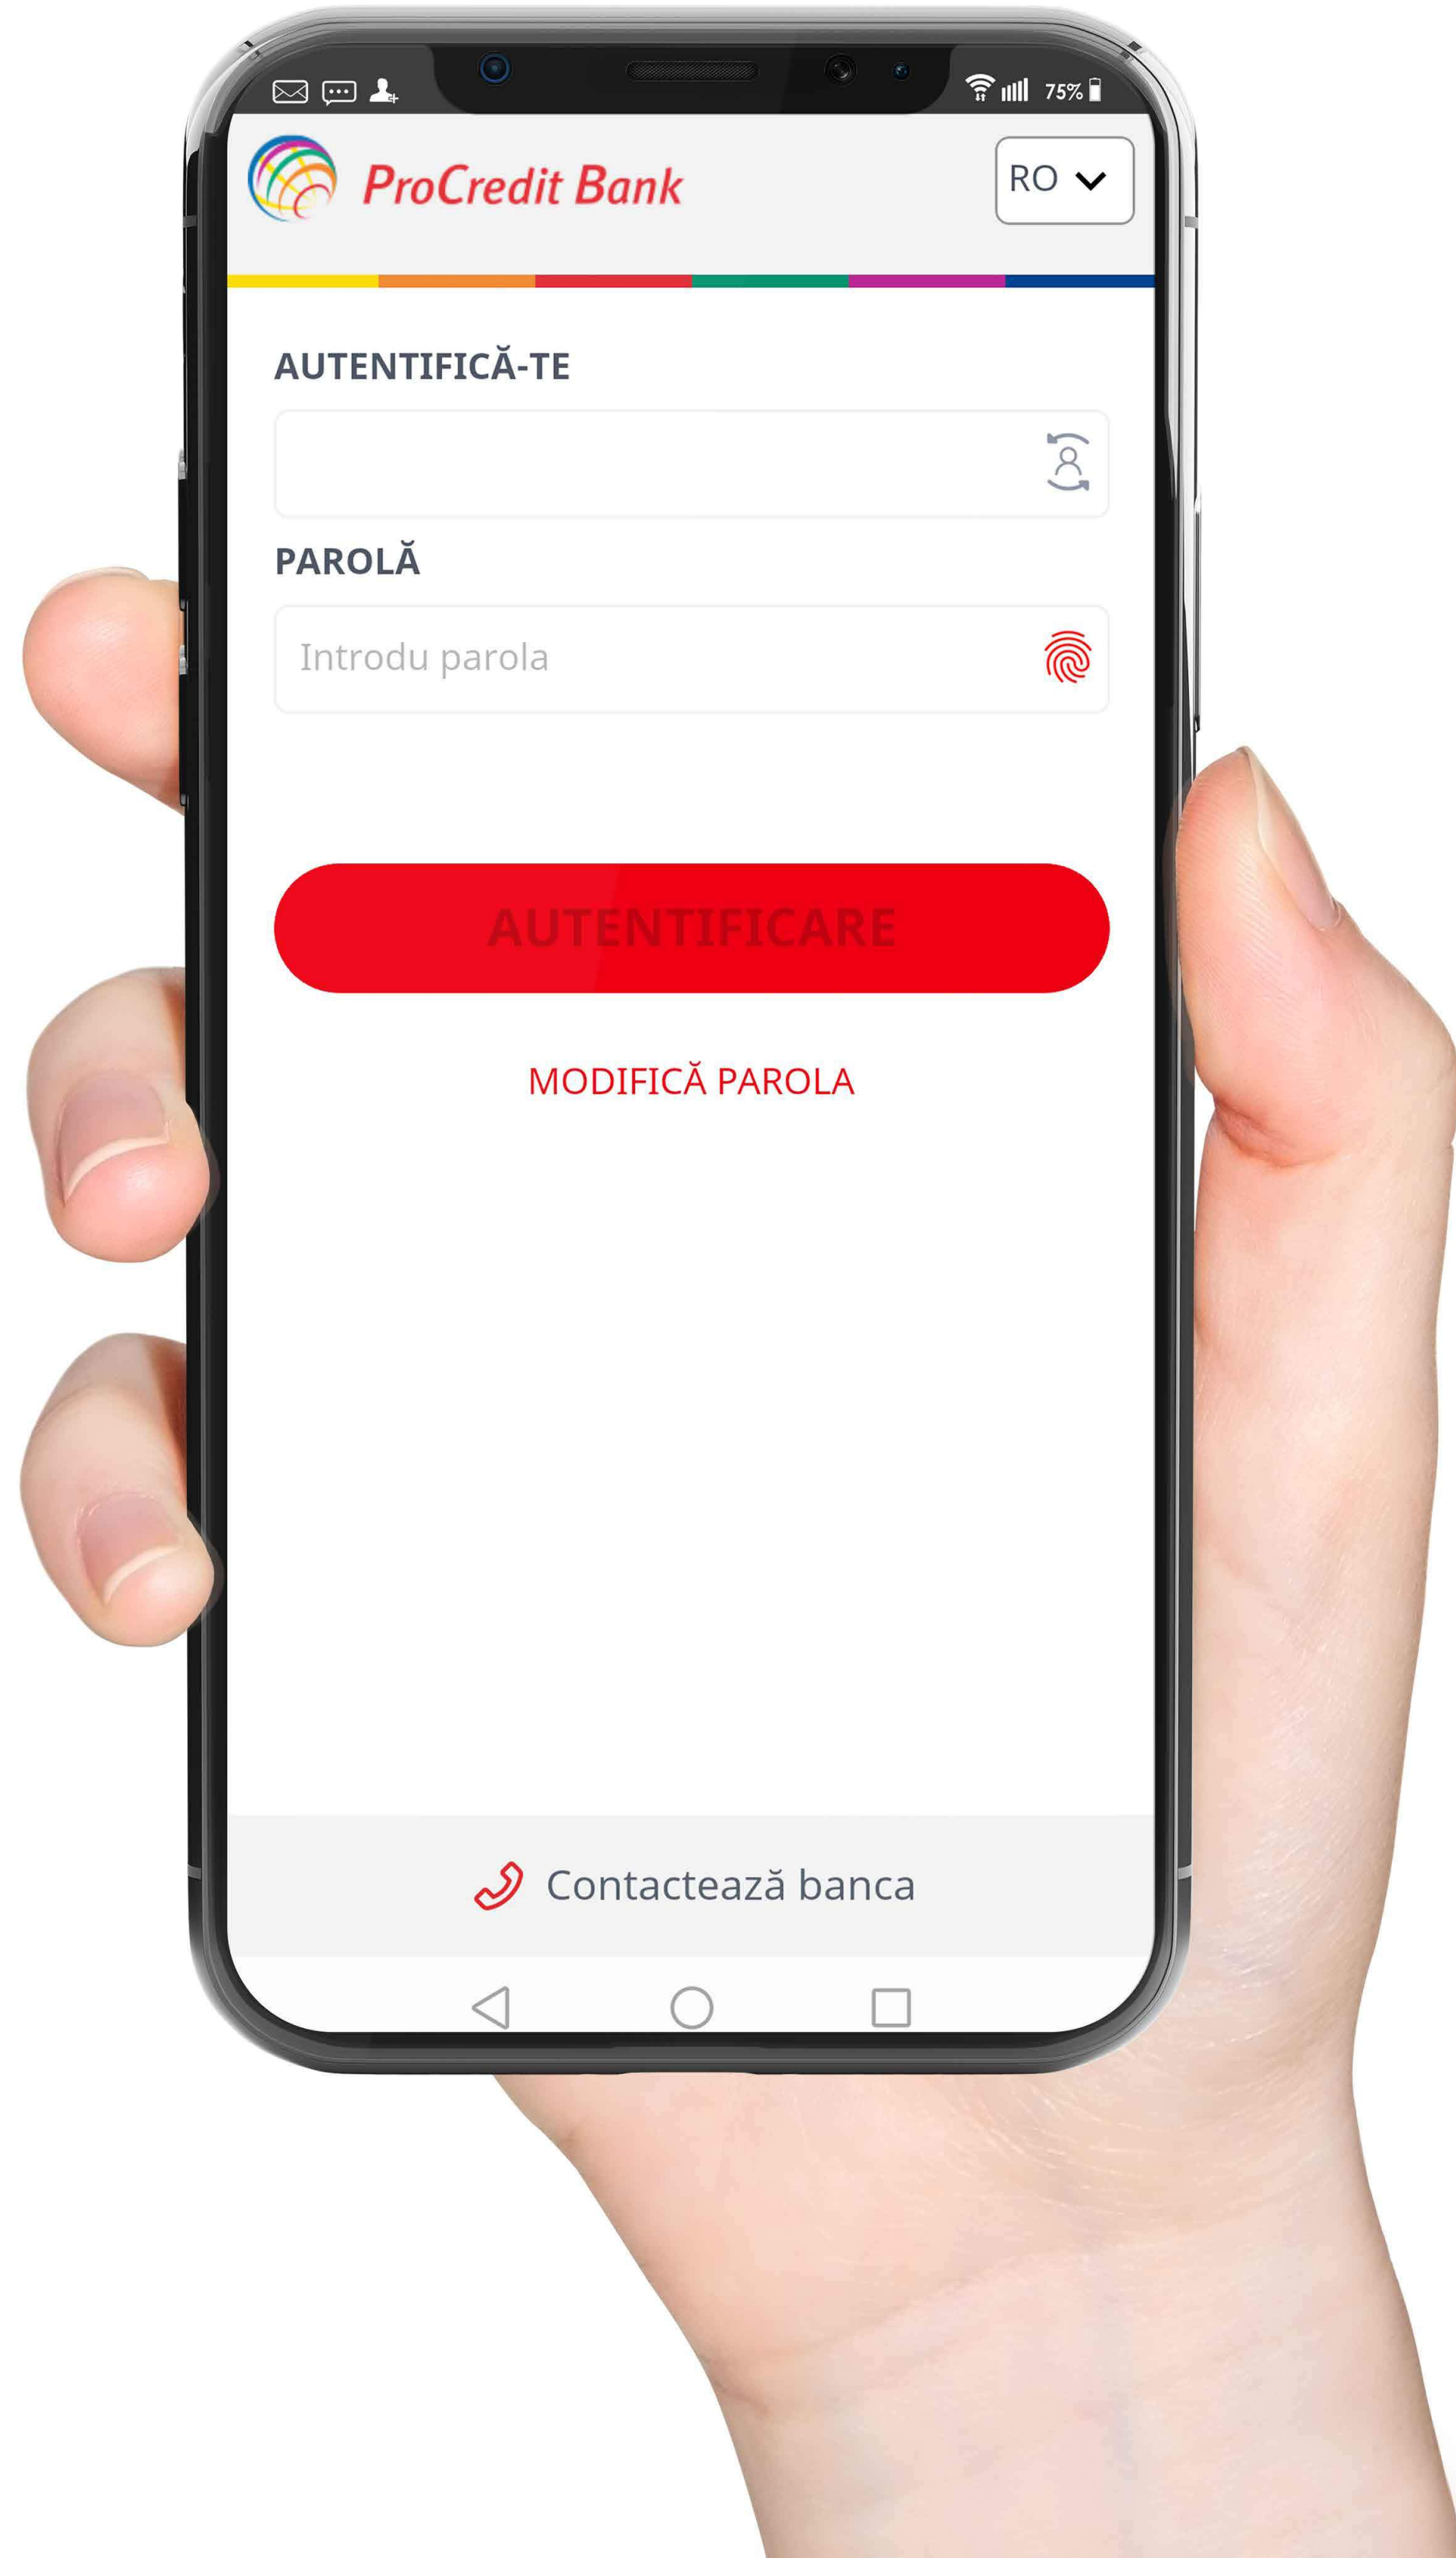 75%
ProCredit Bank
RO
AUTENTIFICĂ-TE
PAROLĂ
Introdu parola
AUTENTIFICARE
MODIFICĂ PAROLA
Contactează banca